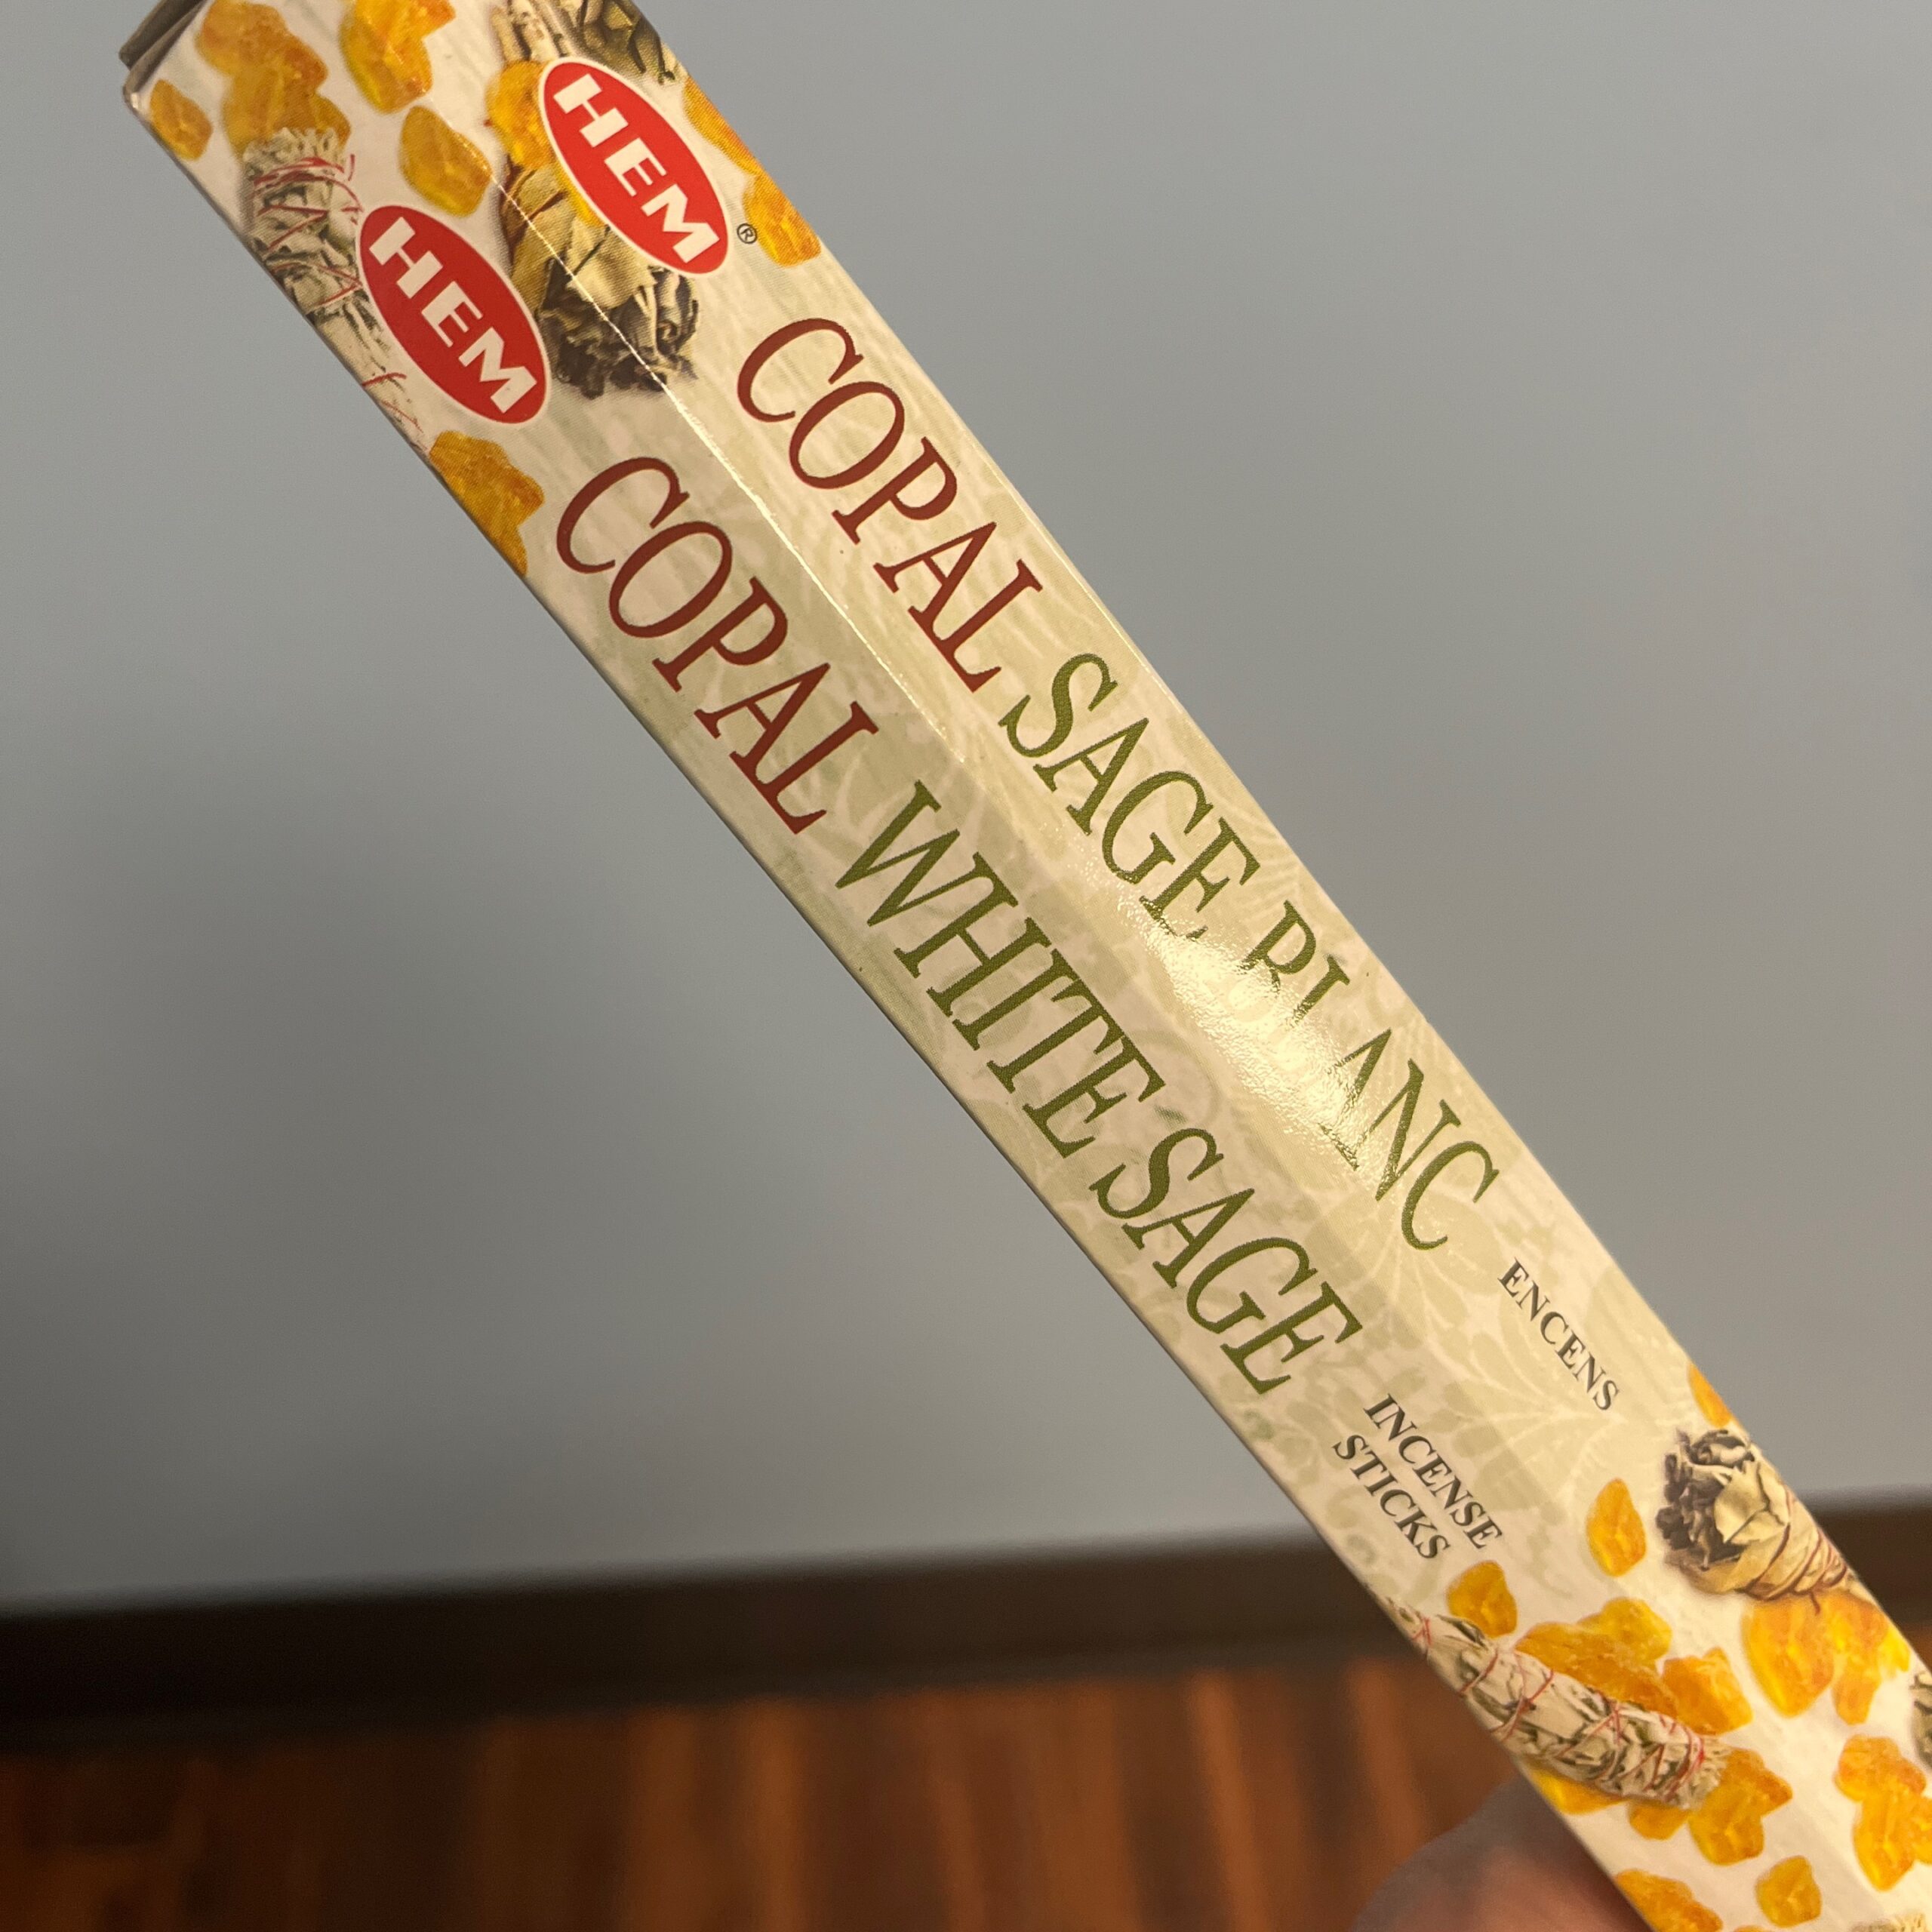 HEM
COPAL WHITE SAGE
INCENSE
STICKS
HEM®
COPAL SAGE BLANC
ENCENS